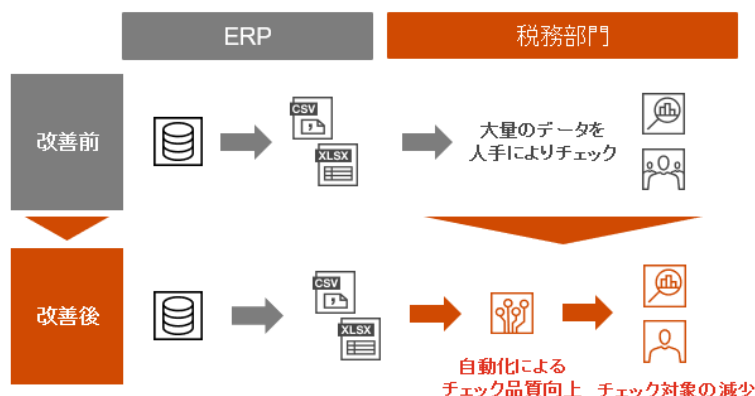 ERP
税務部門
改善前
CSV
XLSX
大量のデータを
人手によりチェック
改善後
CSV
XLSX
自動化による
チェック品質向上
チェック対象の減少